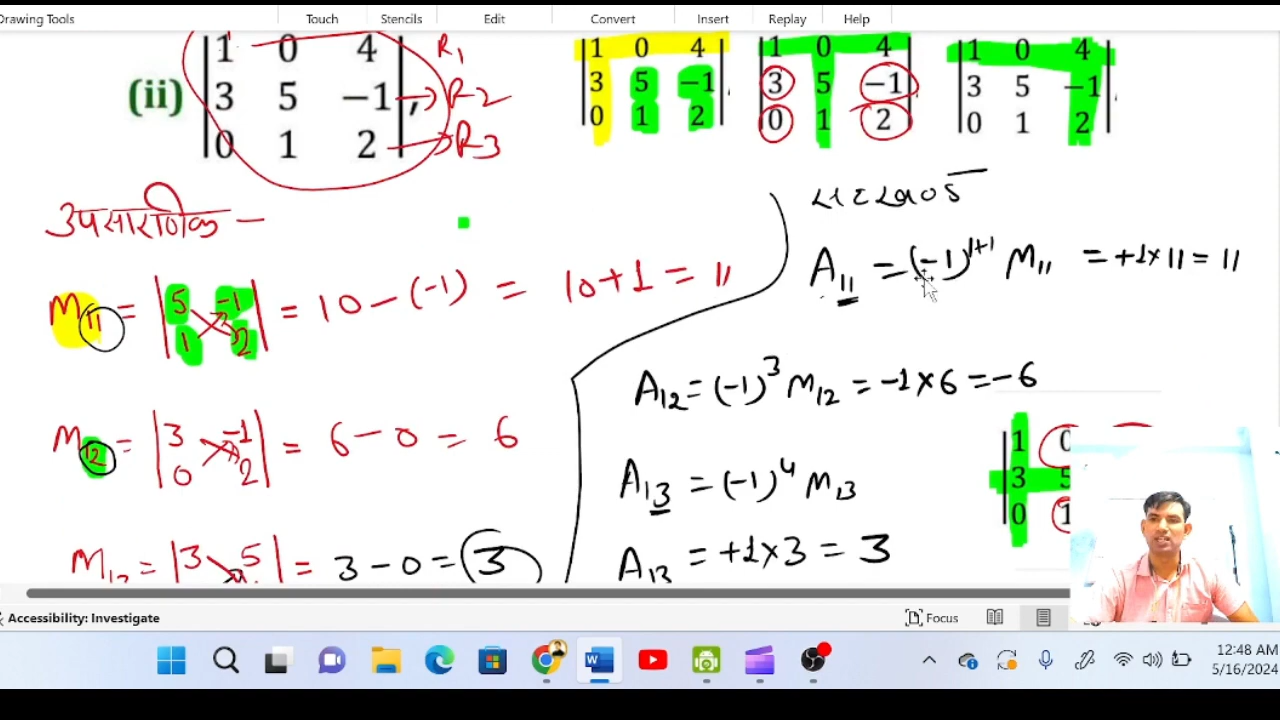 Drawing Tools Touch Stencils Edit Convert Insert Replay Help
(ii) |1 0 4| R1
|3 5 −1|, → R2
|0 1 2| → R3
|1 0 4|
|3 5 −1|.
|0 1 2|
|1 0 4|
|3 5 −1|
|0 1 2|
|1 0 4|
|3 5 −1|.
|0 1 2|
उपसारणिक –
M11 = |5 −1| = 10 − (−1) = 10+1 = 11
|1 2|
M12 = |3 −1| = 6 − 0 = 6
|0 2|
|3 5| = 3 − 0 = 3
A11 = (−1)^1+1 M11 = +1×11 = 11
A12 = (−1)^3 M12 = −1×6 = −6
A13 = (−1)^4 M13
A13 = +1×3 = 3
|1 0
|3 5
|0 1
Accessibility: Investigate Focus
12:48 AM
5/16/2024